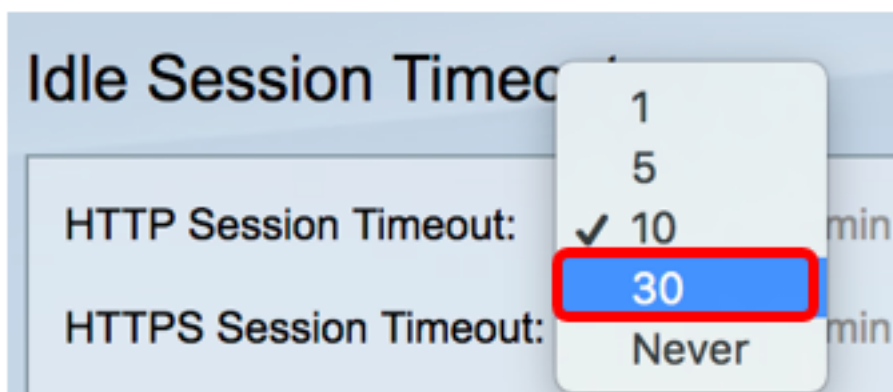 Idle Session Timeo
1
5
HTTP Session Timeout: ✓ 10 min
30
HTTPS Session Timeout: min
Never